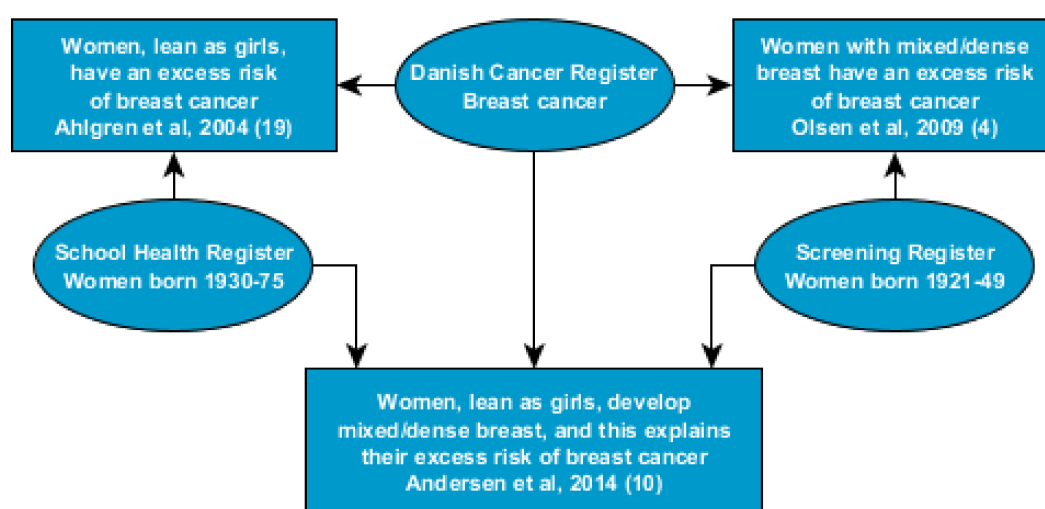 Women, lean as girls,
have an excess risk
of breast cancer
Ahlgren et al, 2004 (19)
Danish Cancer Register
Breast cancer
Women with mixed/dense
breast have an excess risk
of breast cancer
Olsen et al, 2009 (4)
School Health Register
Women born 1930-75
Screening Register
Women born 1921-49
Women, lean as girls, develop
mixed/dense breast, and this explains
their excess risk of breast cancer
Andersen et al, 2014 (10)